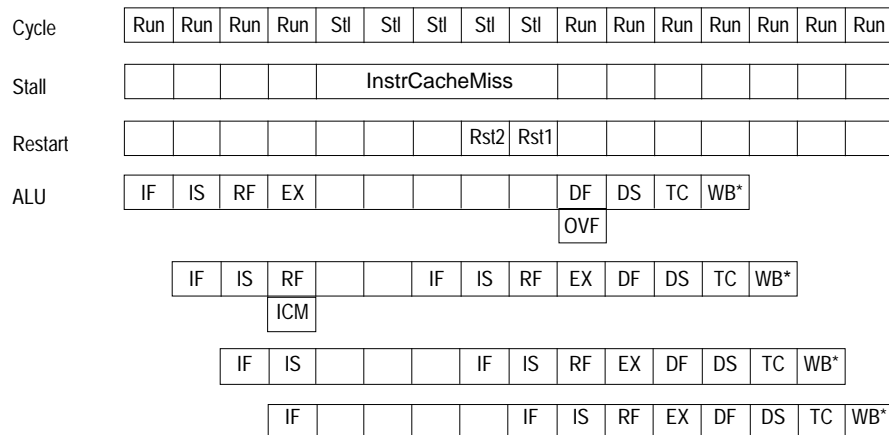 Cycle Run Run Run Run Stl Stl Stl Stl Stl Run Run Run Run Run Run Run
Stall InstrCacheMiss
Restart Rst2 Rst1
ALU IF IS RF EX DF DS TC WB*
OVF
IF IS RF IF IS RF EX DF DS TC WB*
ICM
IF IS IF IS RF EX DF DS TC WB*
IF IF IS RF EX DF DS TC WB*